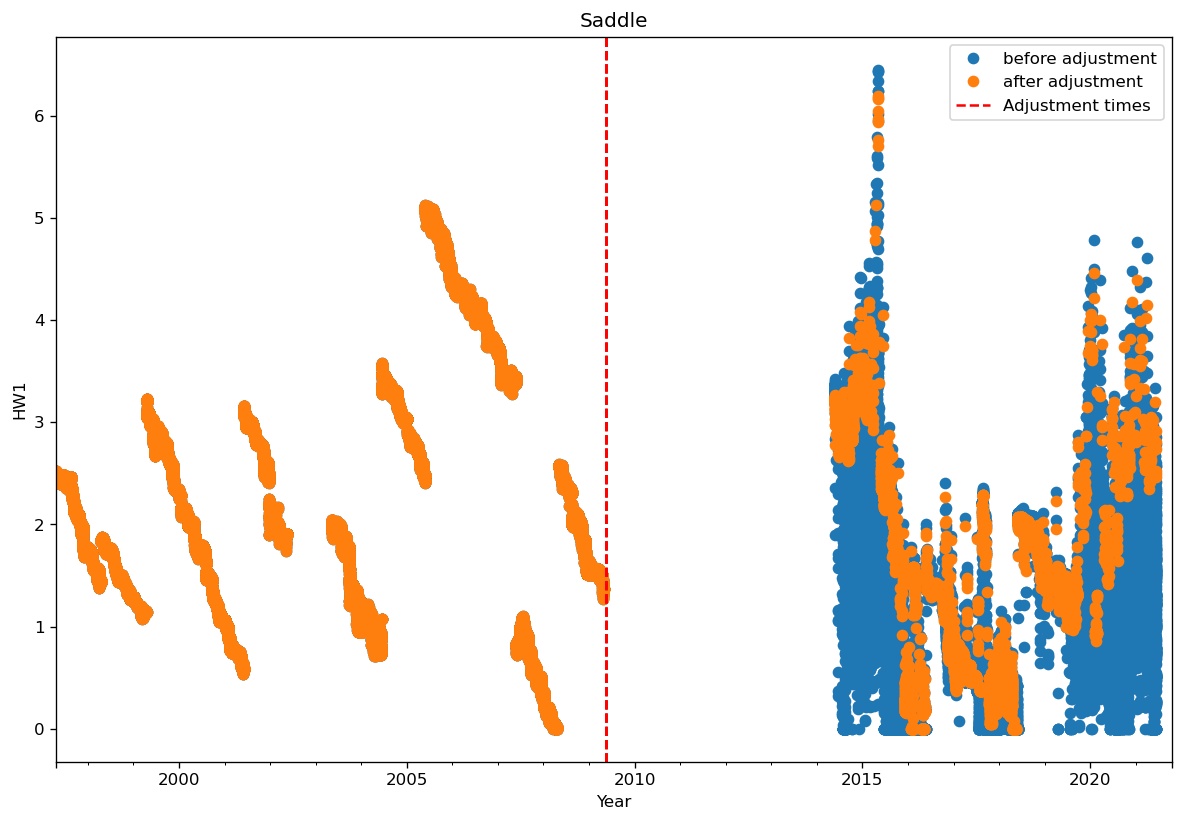 Saddle
before adjustment
after adjustment
Adjustment times
HW1
6
5
4
3
2
1
0
2000 2005 2010 2015 2020
Year